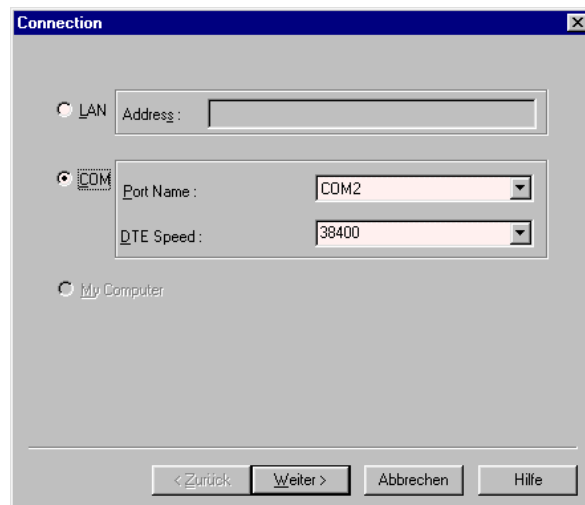 Connection
LAN Address :
COM
Port Name : COM2
DTE Speed : 38400
My Computer
< Zurück Weiter > Abbrechen Hilfe